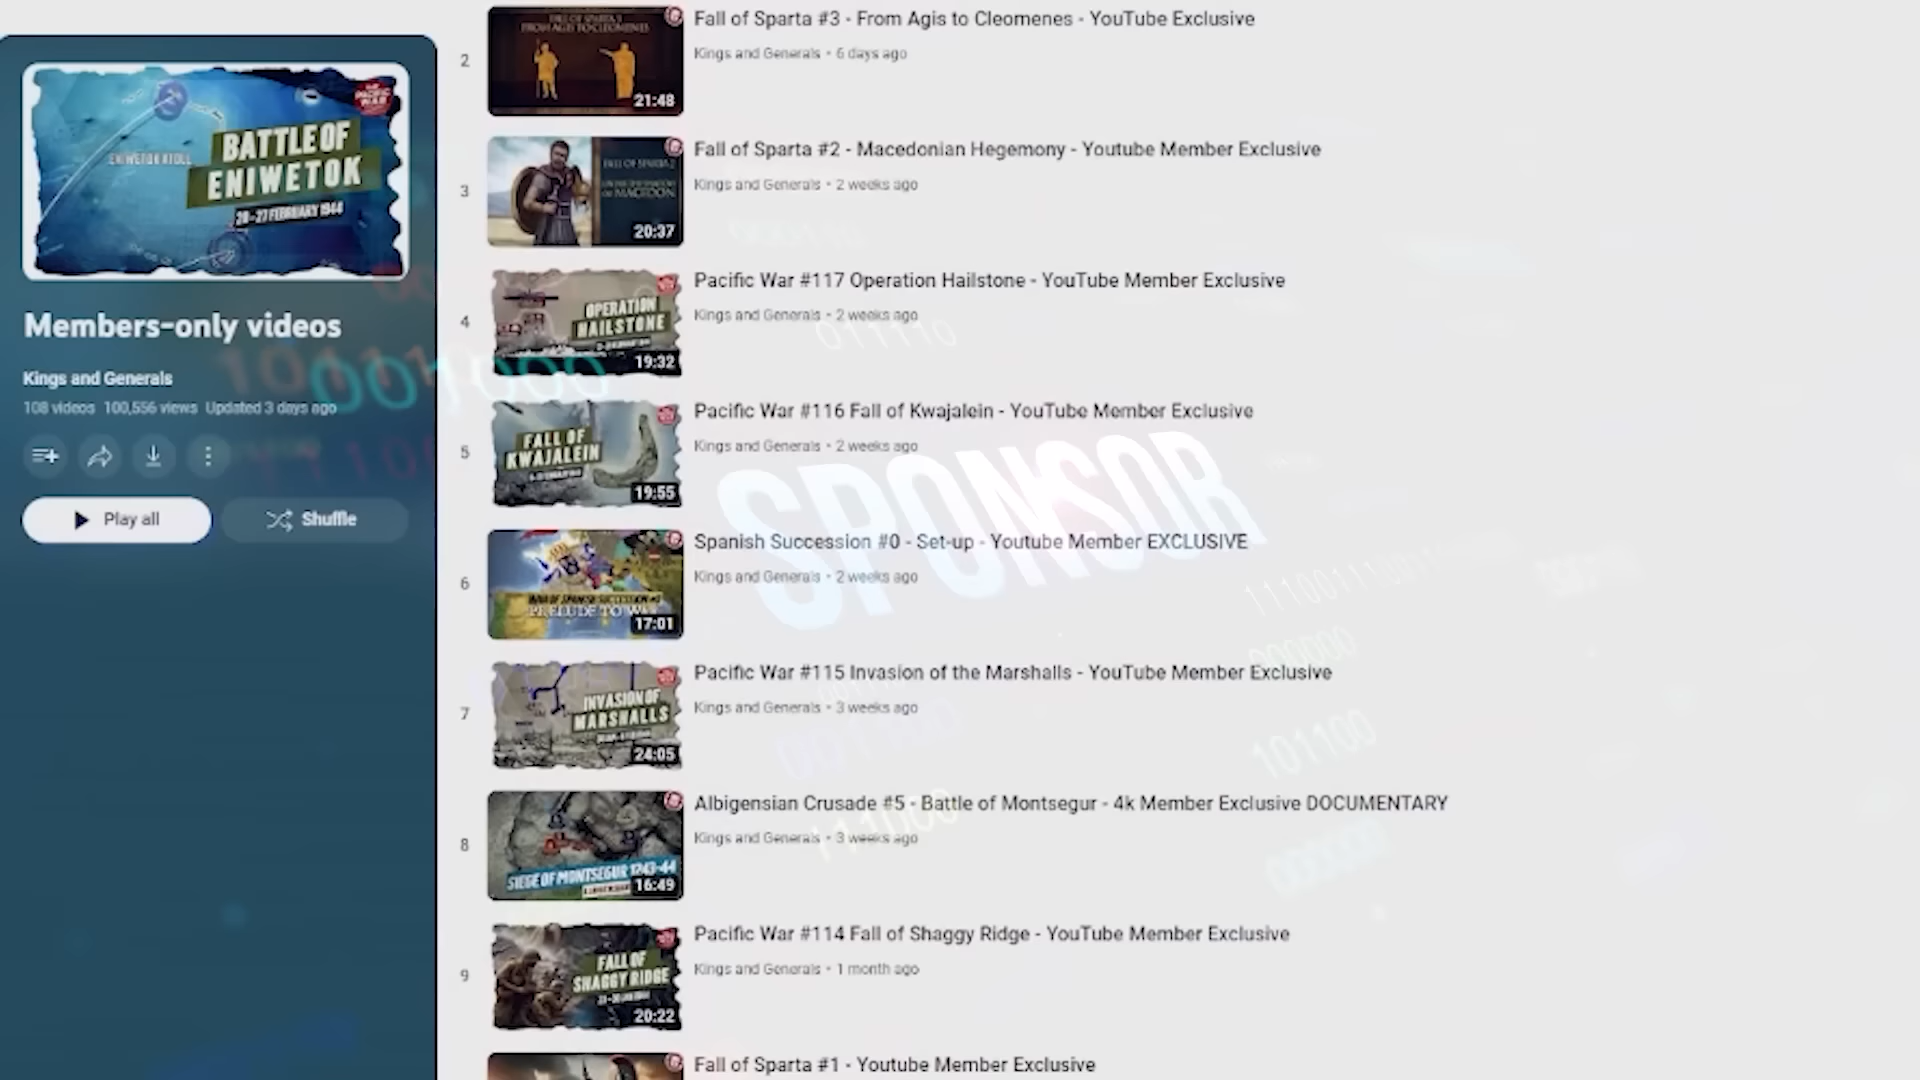 BATTLE OF
ENIWETOK
ENIWETOK ATOLL
Members-only videos
Kings and Generals
108 videos 100,556 views Updated 3 days ago
Play all
Shuffle
2
21:48
Fall of Sparta #3 - From Agis to Cleomenes - YouTube Exclusive
Kings and Generals • 6 days ago
3
20:37
Fall of Sparta #2 - Macedonian Hegemony - Youtube Member Exclusive
Kings and Generals • 2 weeks ago
4
OPERATION
HAILSTONE
19:32
Pacific War #117 Operation Hailstone - YouTube Member Exclusive
Kings and Generals • 2 weeks ago
011110
001000
5
FALL OF
KWAJALEIN
19:55
Pacific War #116 Fall of Kwajalein - YouTube Member Exclusive
Kings and Generals • 2 weeks ago
SPONSOR
6
PRELUDE TO WAR
17:01
Spanish Succession #0 - Set-up - Youtube Member EXCLUSIVE
Kings and Generals • 2 weeks ago
7
INVASION OF
MARSHALLS
24:05
Pacific War #115 Invasion of the Marshalls - YouTube Member Exclusive
Kings and Generals • 3 weeks ago
101100
8
SIEGE OF MONTSEGUR 1243-44
16:49
Albigensian Crusade #5 - Battle of Montsegur - 4k Member Exclusive DOCUMENTARY
Kings and Generals • 3 weeks ago
111000
9
FALL OF
SHAGGY RIDGE
20:22
Pacific War #114 Fall of Shaggy Ridge - YouTube Member Exclusive
Kings and Generals • 1 month ago
Fall of Sparta #1 - Youtube Member Exclusive